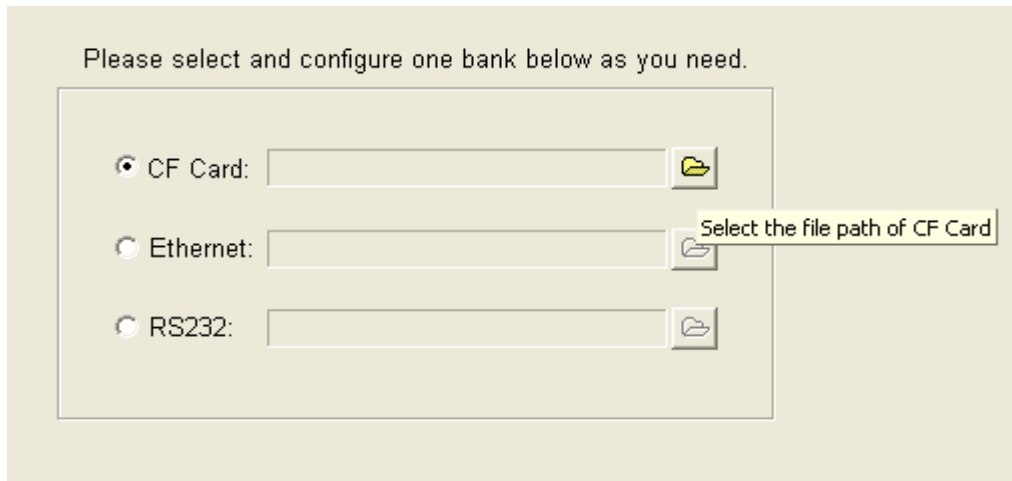 Please select and configure one bank below as you need.
CF Card:
Select the file path of CF Card
Ethernet:
RS232: